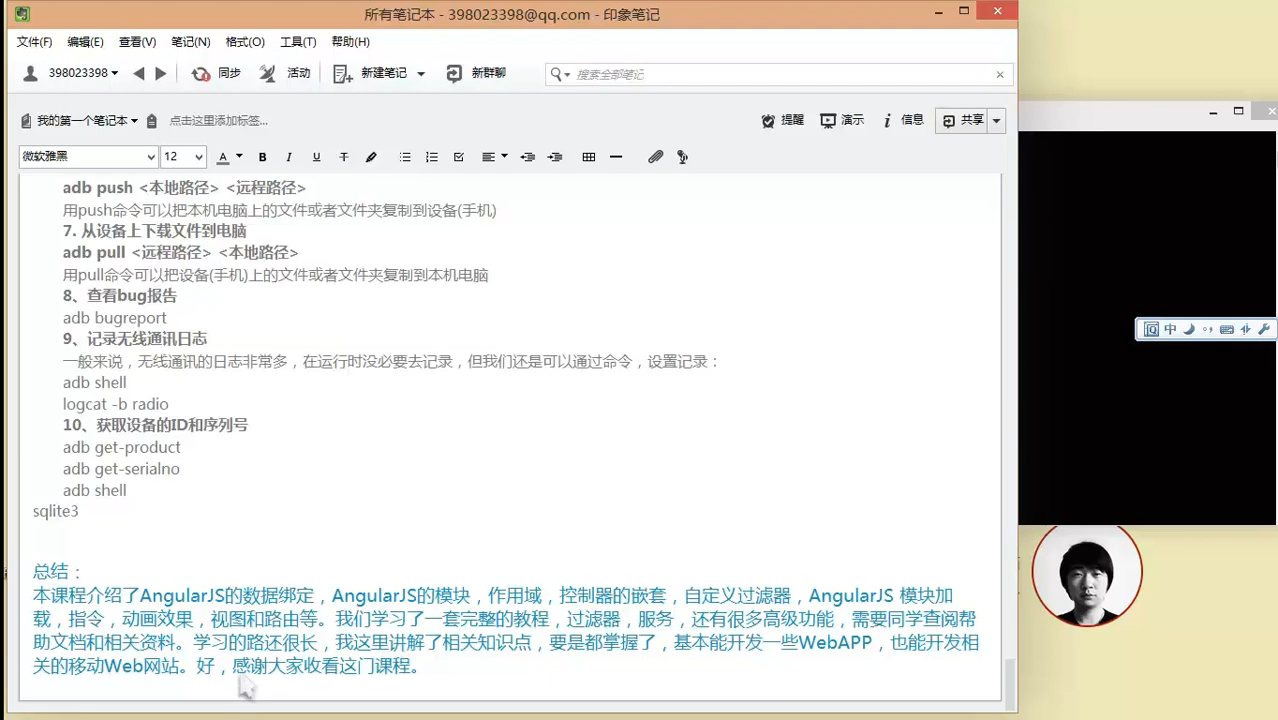 所有笔记本 - 398023398@qq.com - 印象笔记
文件(F) 编辑(E) 查看(V) 笔记(N) 格式(O) 工具(T) 帮助(H)
398023398 同步 活动 新建笔记 新群聊 搜索全部笔记
我的第一个笔记本 点击这里添加标签... 提醒 演示 信息 共享
微软雅黑 12 A B I U T
adb push <本地路径> <远程路径>
用push命令可以把本机电脑上的文件或者文件夹复制到设备(手机)
7. 从设备上下载文件到电脑
adb pull <远程路径> <本地路径>
用pull命令可以把设备(手机)上的文件或者文件夹复制到本机电脑
8、查看bug报告
adb bugreport
9、记录无线通讯日志
一般来说，无线通讯的日志非常多，在运行时没必要去记录，但我们还是可以通过命令，设置记录：
adb shell
logcat -b radio
中
10、获取设备的ID和序列号
adb get-product
adb get-serialno
adb shell
sqlite3
总结：
本课程介绍了AngularJS的数据绑定，AngularJS的模块，作用域，控制器的嵌套，自定义过滤器，AngularJS 模块加
载，指令，动画效果，视图和路由等。我们学习了一套完整的教程，过滤器，服务，还有很多高级功能，需要同学查阅帮
助文档和相关资料。学习的路还很长，我这里讲解了相关知识点，要是都掌握了，基本能开发一些WebAPP，也能开发相
关的移动Web网站。好，感谢大家收看这门课程。